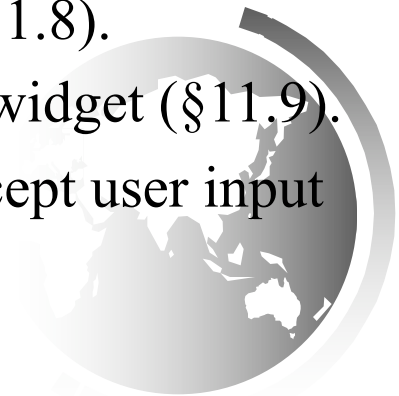 1.8).
widget (§11.9).
cept user input